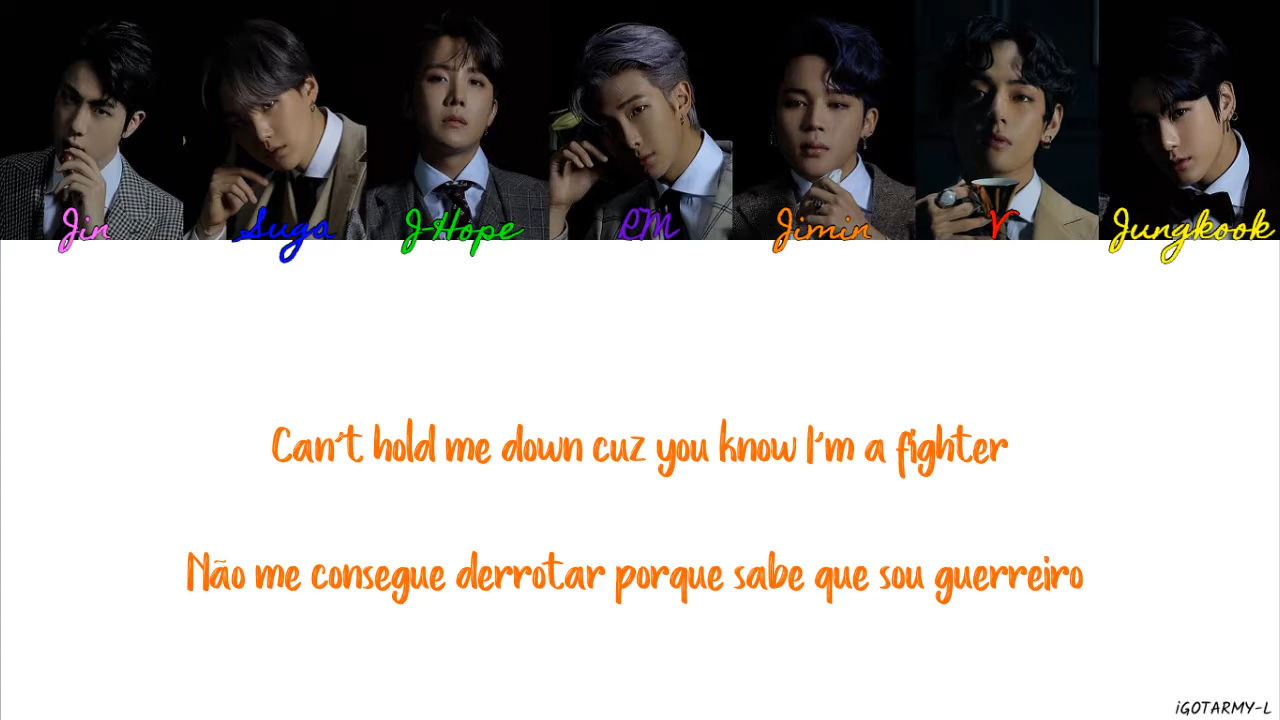 Jin Suga J-Hope RM Jimin V Jungkook
Can't hold me down cuz you know I'm a fighter
Não me consegue derrotar porque sabe que sou guerreiro
iGOTARMY-L